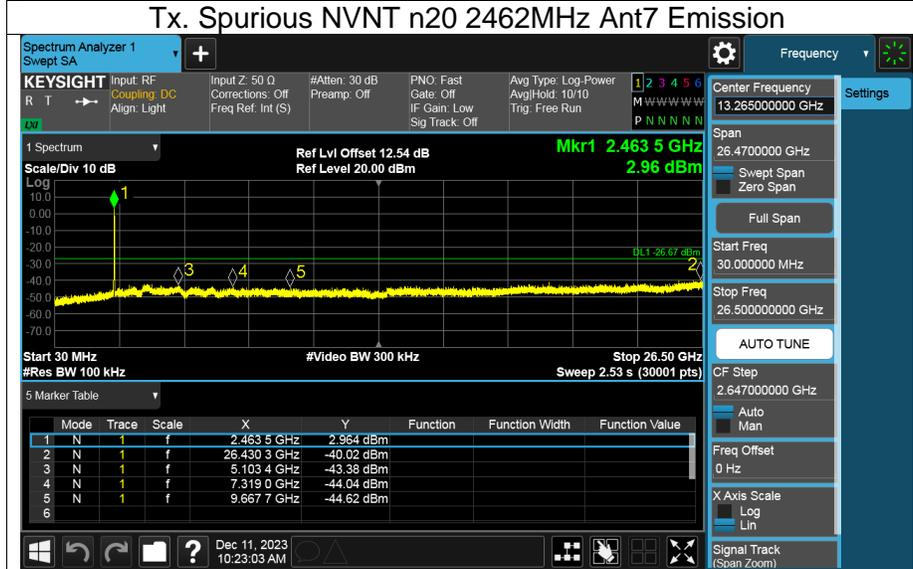 Tx. Spurious NVNT n20 2462MHz Ant7 Emission
Spectrum Analyzer 1
Swept SA
+
Frequency
KEYSIGHT
R T
LXI
Input: RF
Coupling: DC
Align: Light
Input Z: 50 Ω
Corrections: Off
Freq Ref: Int (S)
#Atten: 30 dB
Preamp: Off
PNO: Fast
Gate: Off
IF Gain: Low
Sig Track: Off
Avg Type: Log-Power
Avg|Hold: 10/10
Trig: Free Run
1 2 3 4 5 6
M W W W W W
P N N N N N
1 Spectrum
Scale/Div 10 dB
Ref Lvl Offset 12.54 dB
Ref Level 20.00 dBm
Mkr1 2.463 5 GHz
2.96 dBm
Log
10.0
0.00
-10.0
-20.0
-30.0
-40.0
-50.0
-60.0
-70.0
1
DL1 -26.67 dBm
2
3
4
5
Start 30 MHz
#Res BW 100 kHz
#Video BW 300 kHz
Stop 26.50 GHz
Sweep 2.53 s (30001 pts)
5 Marker Table
Mode Trace Scale X Y Function Function Width Function Value
1 N 1 f 2.463 5 GHz 2.964 dBm
2 N 1 f 26.430 3 GHz -40.02 dBm
3 N 1 f 5.103 4 GHz -43.38 dBm
4 N 1 f 7.319 0 GHz -44.04 dBm
5 N 1 f 9.667 7 GHz -44.62 dBm
6
?
Dec 11, 2023
10:23:03 AM
Center Frequency
13.265000000 GHz
Settings
Span
26.4700000 GHz
Swept Span
Zero Span
Full Span
Start Freq
30.000000 MHz
Stop Freq
26.500000000 GHz
AUTO TUNE
CF Step
2.647000000 GHz
Auto
Man
Freq Offset
0 Hz
X Axis Scale
Log
Lin
Signal Track
(Span Zoom)